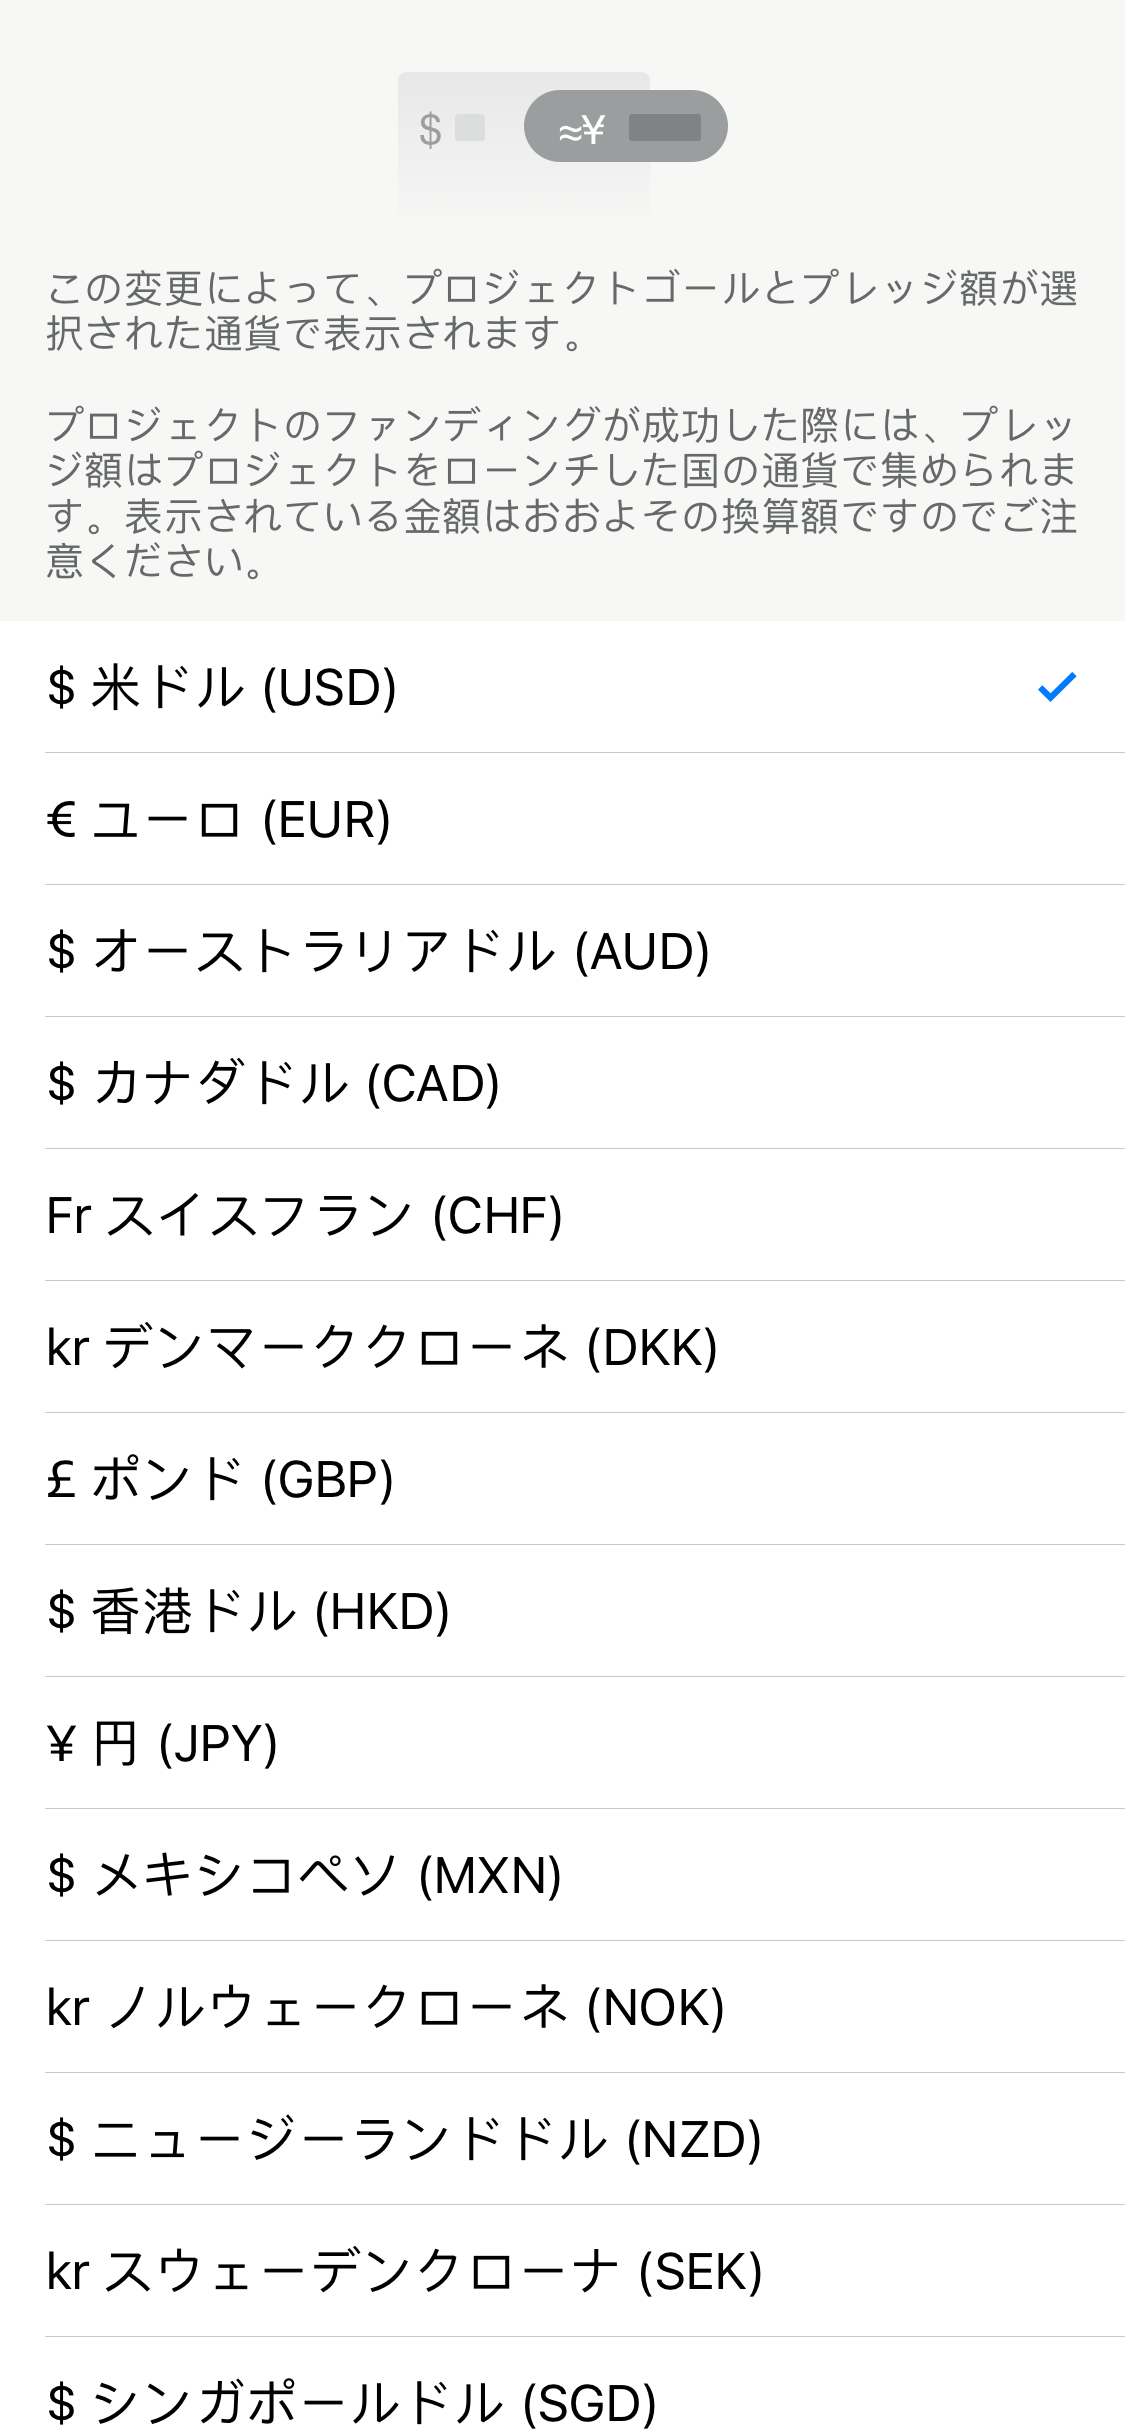 $ ≈¥
この変更によって、プロジェクトゴールとプレッジ額が選
択された通貨で表示されます。
プロジェクトのファンディングが成功した際には、プレッ
ジ額はプロジェクトをローンチした国の通貨で集められま
す。表示されている金額はおおよその換算額ですのでご注
意ください。
$ 米ドル (USD)
€ ユーロ (EUR)
$ オーストラリアドル (AUD)
$ カナダドル (CAD)
Fr スイスフラン (CHF)
kr デンマーククローネ (DKK)
£ ポンド (GBP)
$ 香港ドル (HKD)
¥ 円 (JPY)
$ メキシコペソ (MXN)
kr ノルウェークローネ (NOK)
$ ニュージーランドドル (NZD)
kr スウェーデンクローナ (SEK)
$ シンガポールドル (SGD)